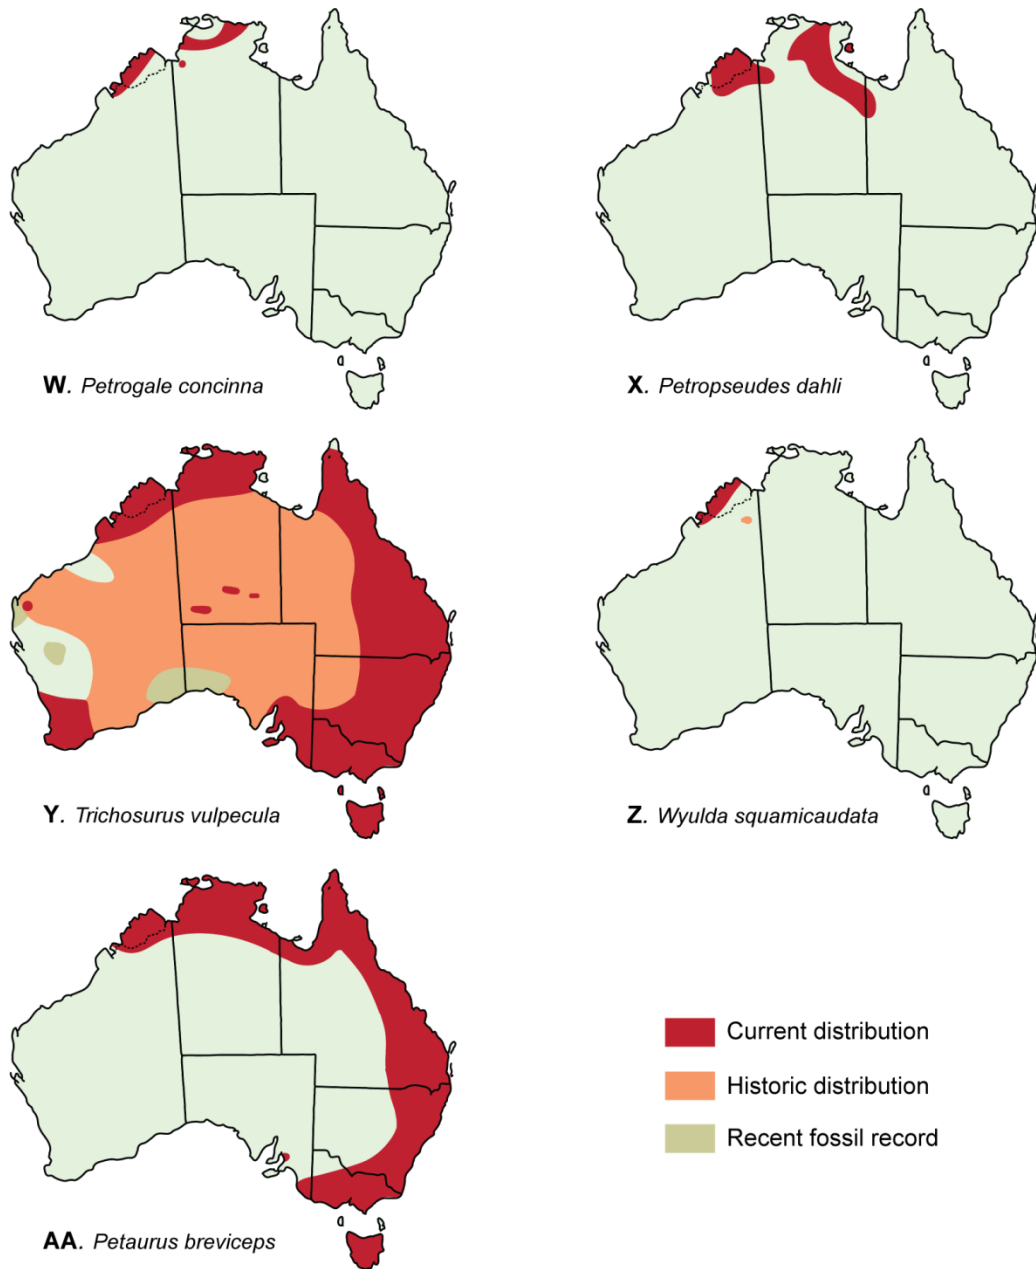 W. Petrogale concinna
X. Petropseudes dahli
Y. Trichosurus vulpecula
Z. Wyulda squamicaudata
Current distribution
Historic distribution
Recent fossil record
AA. Petaurus breviceps